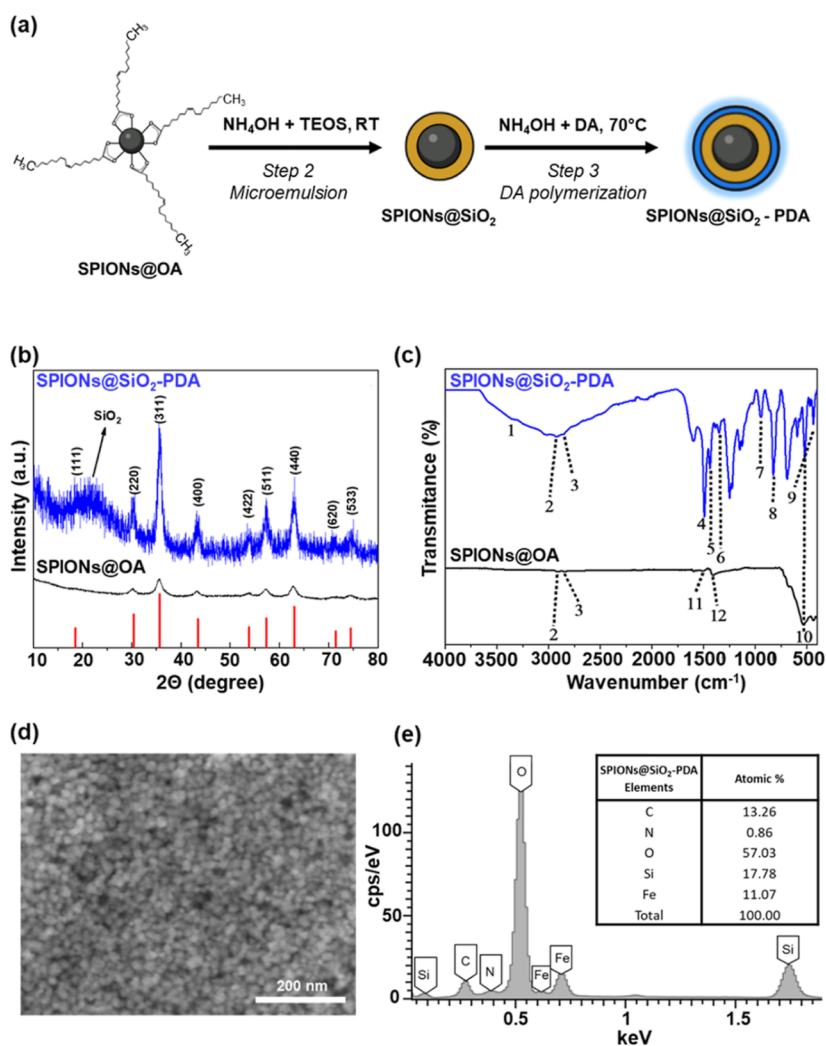 (a)
CH₃
CH₃
H₃C
CH₃
SPIONs@OA
NH₄OH + TEOS, RT
Step 2
Microemulsion
SPIONs@SiO₂
NH₄OH + DA, 70°C
Step 3
DA polymerization
SPIONs@SiO₂ - PDA
(b)
SPIONs@SiO₂-PDA
SiO₂
(111)
(220)
(311)
(400)
(422)
(511)
(440)
(620)
(533)
SPIONs@OA
Intensity (a.u.)
10 20 30 40 50 60 70 80
2Θ (degree)
(c)
SPIONs@SiO₂-PDA
1
2
3
4
5
6
7
8
9
SPIONs@OA
2
3
11
12
10
Transmitance (%)
4000 3500 3000 2500 2000 1500 1000 500
Wavenumber (cm⁻¹)
(d)
200 nm
(e)
cps/eV
100
50
0
Si
C
N
O
Fe
Fe
Si
0.5 1 1.5
keV
SPIONs@SiO₂-PDA
Elements
Atomic %
C 13.26
N 0.86
O 57.03
Si 17.78
Fe 11.07
Total 100.00